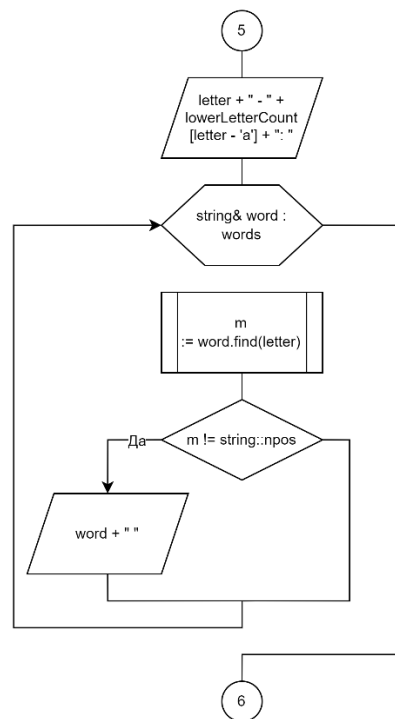 5
letter + " - " +
lowerLetterCount
[letter - 'a'] + ": "
string& word :
words
m
:= word.find(letter)
Да
m != string::npos
word + " "
6